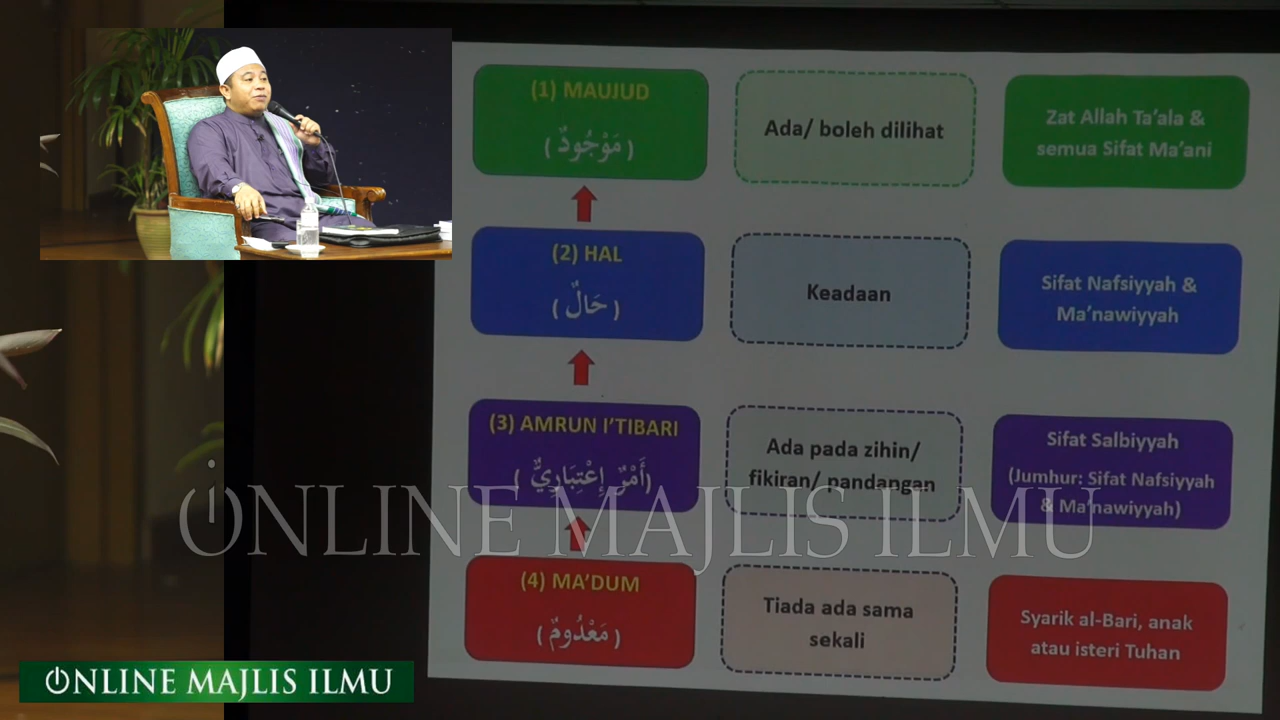 (1) MAUJUD
( مَوْجُودٌ )
Ada/ boleh dilihat
Zat Allah Ta’ala &
semua Sifat Ma’ani
(2) HAL
( حَالٌ )
Keadaan
Sifat Nafsiyyah &
Ma’nawiyyah
(3) AMRUN I’TIBARI
(أَمْرٌ إِعْتِبَارِيٌّ )
Ada pada zihin/
fikiran/ pandangan
Sifat Salbiyyah
(Jumhur: Sifat Nafsiyyah
& Ma’nawiyyah)
ONLINE MAJLIS ILMU
(4) MA’DUM
( مَعْدُومٌ )
Tiada ada sama
sekali
Syarik al-Bari, anak
atau isteri Tuhan
ONLINE MAJLIS ILMU